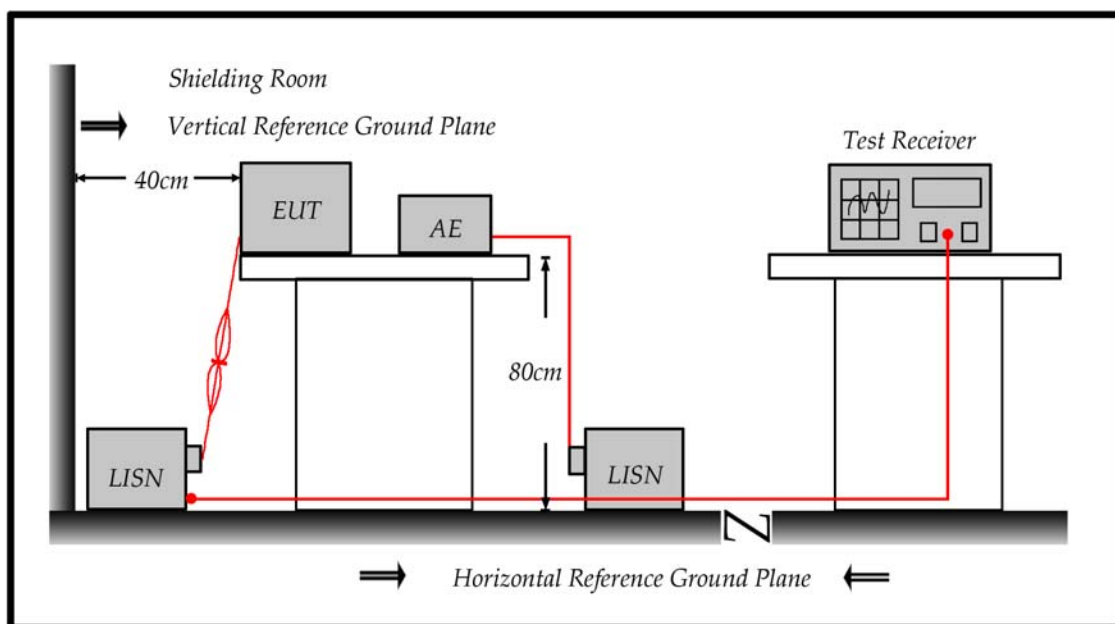 Shielding Room
Vertical Reference Ground Plane
Test Receiver
40cm
EUT
AE
80cm
LISN
LISN
Horizontal Reference Ground Plane